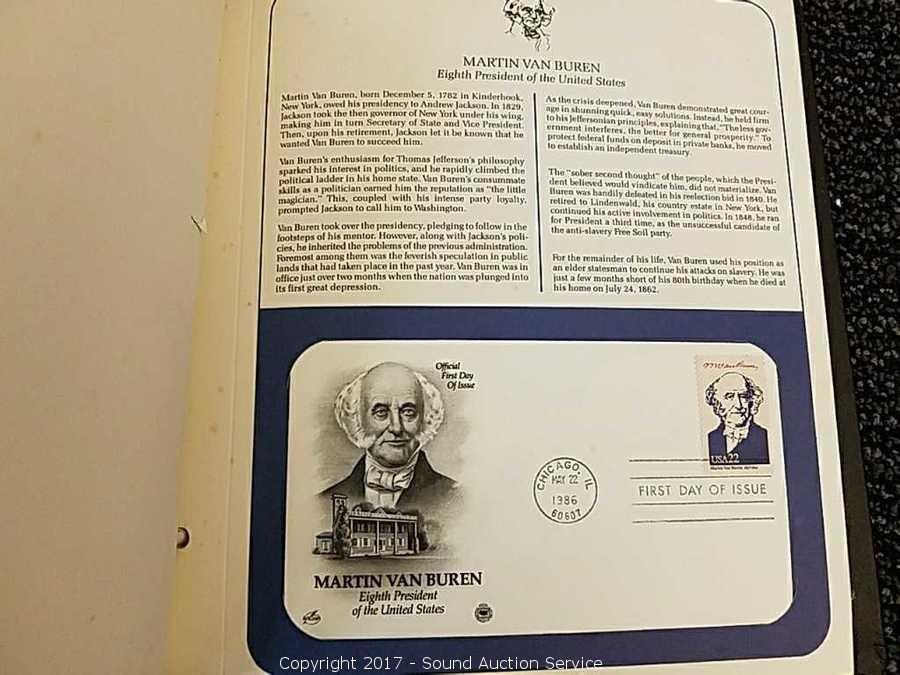 MARTIN VAN BUREN
Eighth President of the United States
Martin Van Buren, born December 5, 1782 in Kinderhook,
New York, owed his presidency to Andrew Jackson. In 1829,
Jackson took the then governor of New York under his wing,
making him in turn Secretary of State and Vice President.
Then, upon his retirement, Jackson let it be known that he
wanted Van Buren to succeed him.
Van Buren's enthusiasm for Thomas Jefferson's philosophy
sparked his interest in politics, and he rapidly climbed the
political ladder in his home state. Van Buren's consummate
skills as a politician earned him the reputation as "the little
magician." This, coupled with his intense party loyalty,
prompted Jackson to call him to Washington.
Van Buren took over the presidency, pledging to follow in the
footsteps of his mentor. However, along with Jackson's poli-
cies, he inherited the problems of the previous administration.
Foremost among them was the feverish speculation in public
lands that had taken place in the past year. Van Buren was in
office just over two months when the nation was plunged into
its first great depression.
As the crisis deepened, Van Buren demonstrated great cour-
age in shunning quick, easy solutions. Instead, he held firm
to his Jeffersonian principles, explaining that, "The less gov-
ernment interferes, the better for general prosperity." To
protect federal funds on deposit in private banks, he moved
to establish an independent treasury.
The "sober second thought" of the people, which the Presi-
dent believed would vindicate him, did not materialize. Van
Buren was handily defeated in his reelection bid in 1840. He
retired to Lindenwald, his country estate in New York, but
continued his active involvement in politics. In 1848, he ran
for President a third time, as the unsuccessful candidate of
the anti-slavery Free Soil party.
For the remainder of his life, Van Buren used his position as
an elder statesman to continue his attacks on slavery. He was
just a few months short of his 80th birthday when he died at
his home on July 24, 1862.
Official
First Day
Of Issue
MARTIN VAN BUREN
Eighth President
of the United States
CHICAGO, IL
MAY 22
1986
60607
M Van Buren
USA22
FIRST DAY OF ISSUE
Copyright 2017 - Sound Auction Service